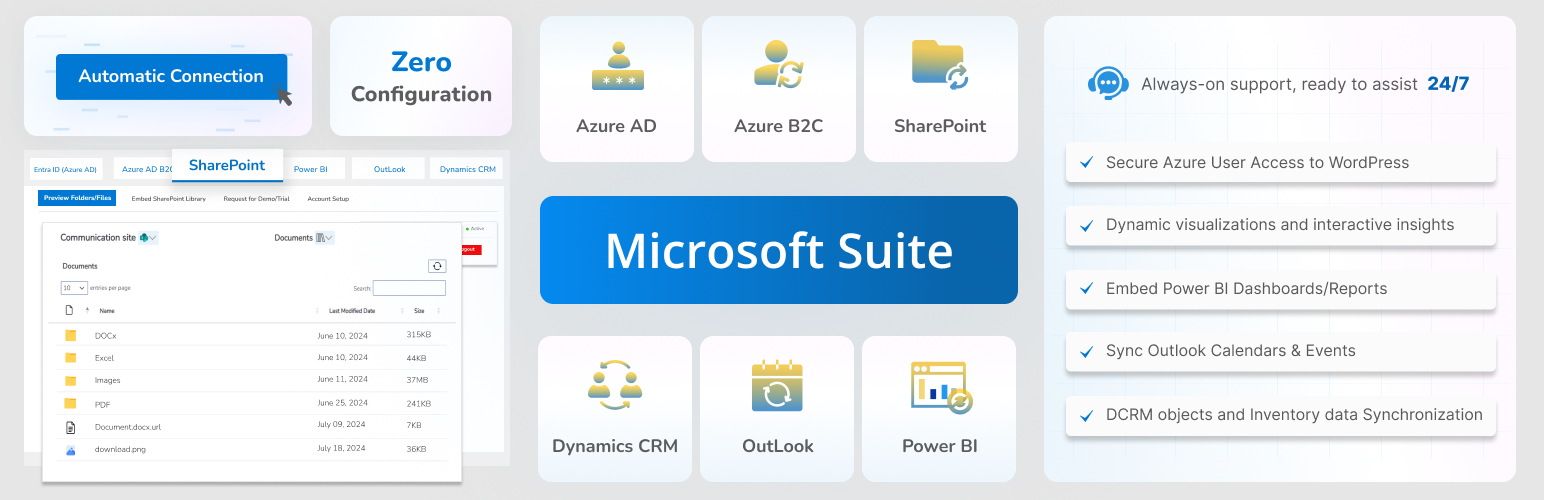 Automatic Connection
Zero
Configuration
Entra ID (Azure AD)
Azure AD B2C
SharePoint
Power BI
OutLook
Dynamics CRM
Preview Folders/Files
Embed SharePoint Library
Request for Demo/Trial
Account Setup
Active
Communication site
Documents
Documents
10 entries per page
Search:
Name Last Modified Date Size
DOCx June 10, 2024 315KB
Excel June 10, 2024 44KB
Images June 11, 2024 37MB
PDF June 25, 2024 241KB
Document.docx.url July 09, 2024 7KB
download.png July 18, 2024 36KB
Azure AD
Azure B2C
SharePoint
Microsoft Suite
Dynamics CRM
OutLook
Power BI
Always-on support, ready to assist 24/7
Secure Azure User Access to WordPress
Dynamic visualizations and interactive insights
Embed Power BI Dashboards/Reports
Sync Outlook Calendars & Events
DCRM objects and Inventory data Synchronization